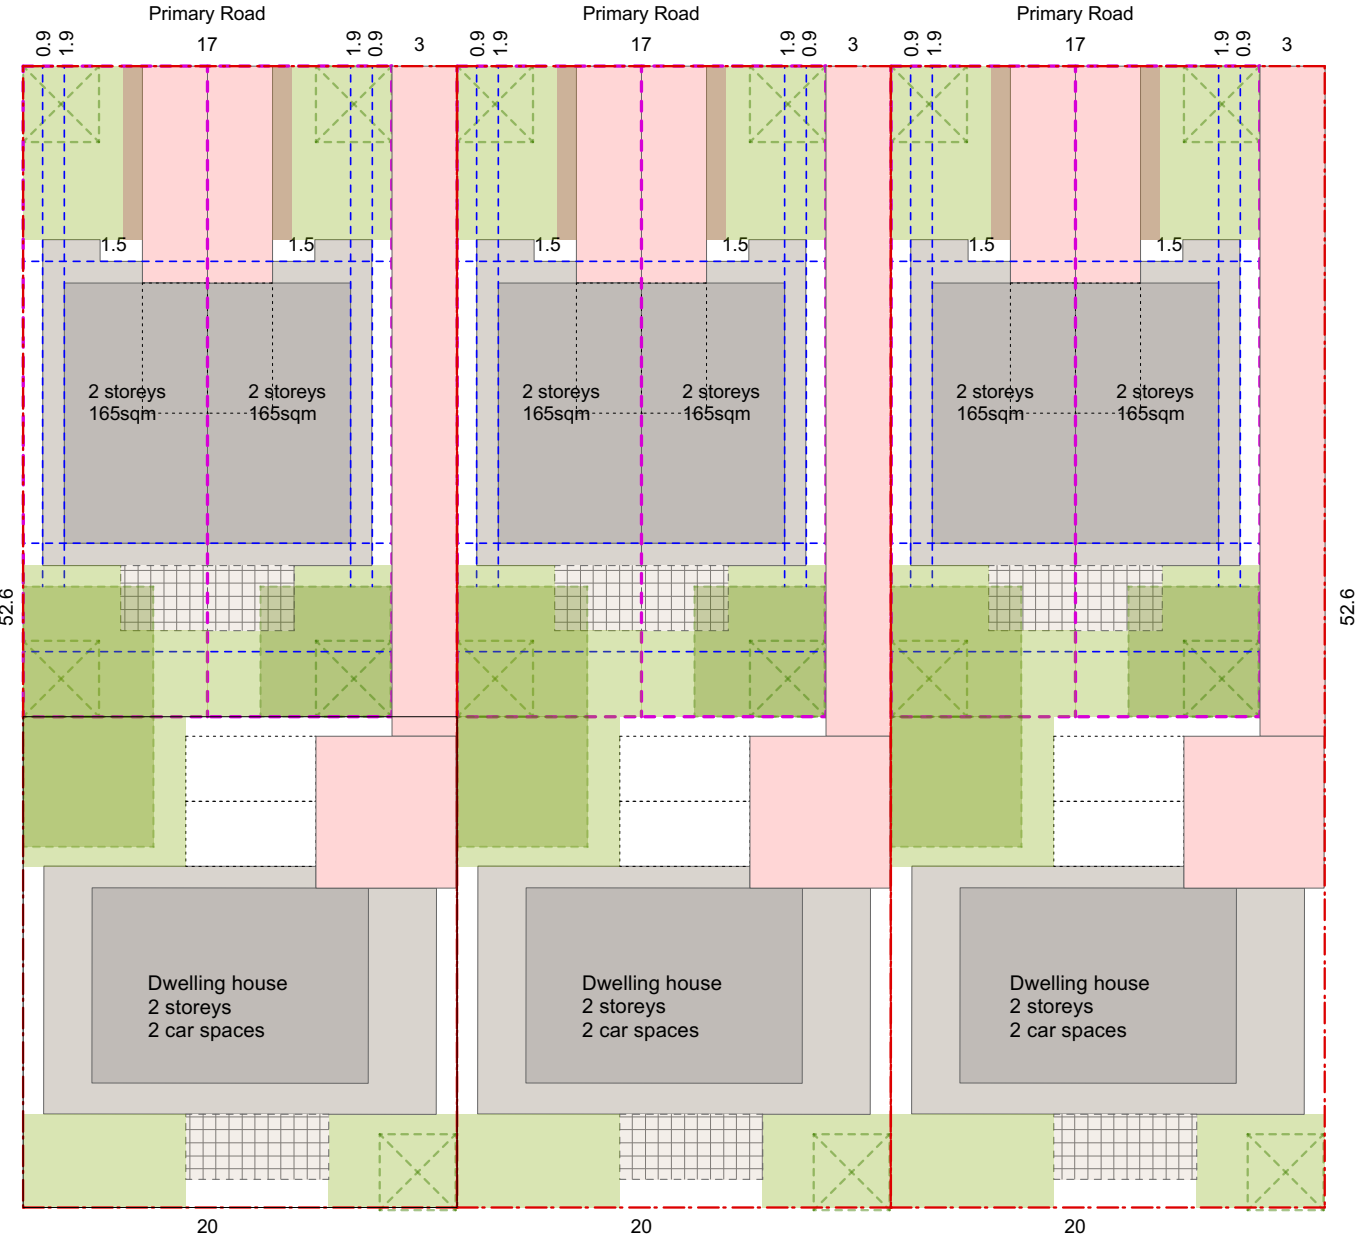 Primary Road
Primary Road
Primary Road
0.9
1.9
17
1.9
0.9
3
0.9
1.9
17
1.9
0.9
3
0.9
1.9
17
1.9
0.9
3
1.5
1.5
1.5
1.5
1.5
1.5
2 storeys
165sqm
2 storeys
165sqm
2 storeys
165sqm
2 storeys
165sqm
2 storeys
165sqm
2 storeys
165sqm
52.6
52.6
Dwelling house
2 storeys
2 car spaces
Dwelling house
2 storeys
2 car spaces
Dwelling house
2 storeys
2 car spaces
20
20
20